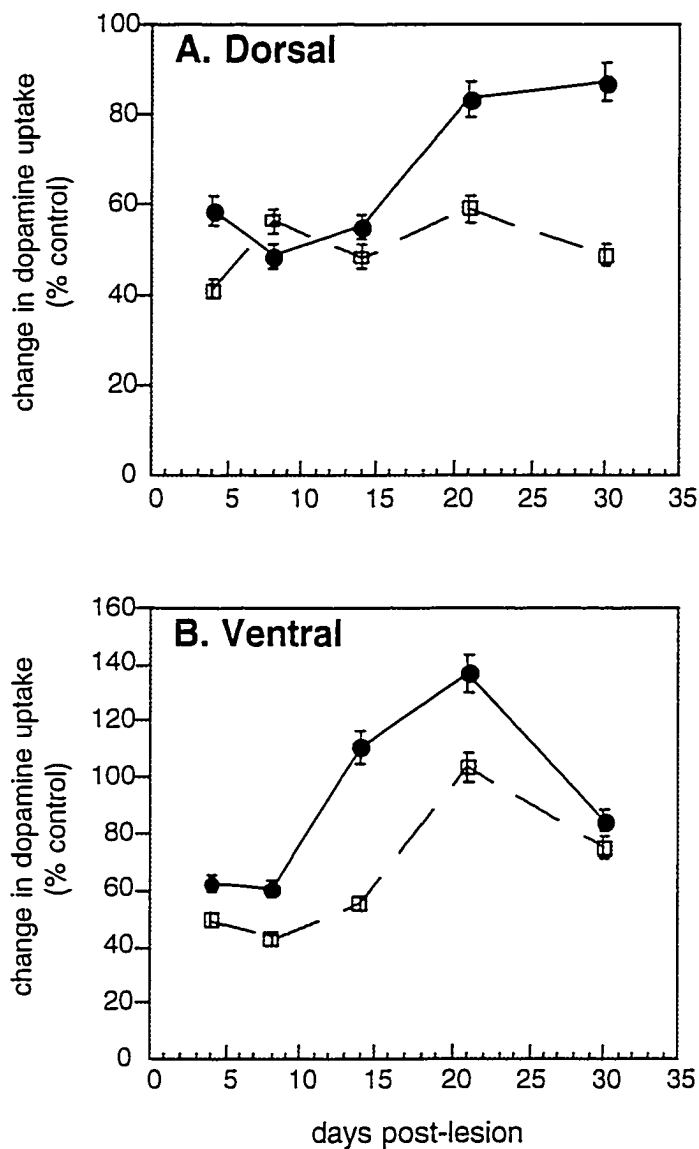 A. Dorsal
change in dopamine uptake
(% control)
100
80
60
40
20
0
0 5 10 15 20 25 30 35
B. Ventral
change in dopamine uptake
(% control)
160
140
120
100
80
60
40
20
0
0 5 10 15 20 25 30 35
days post-lesion